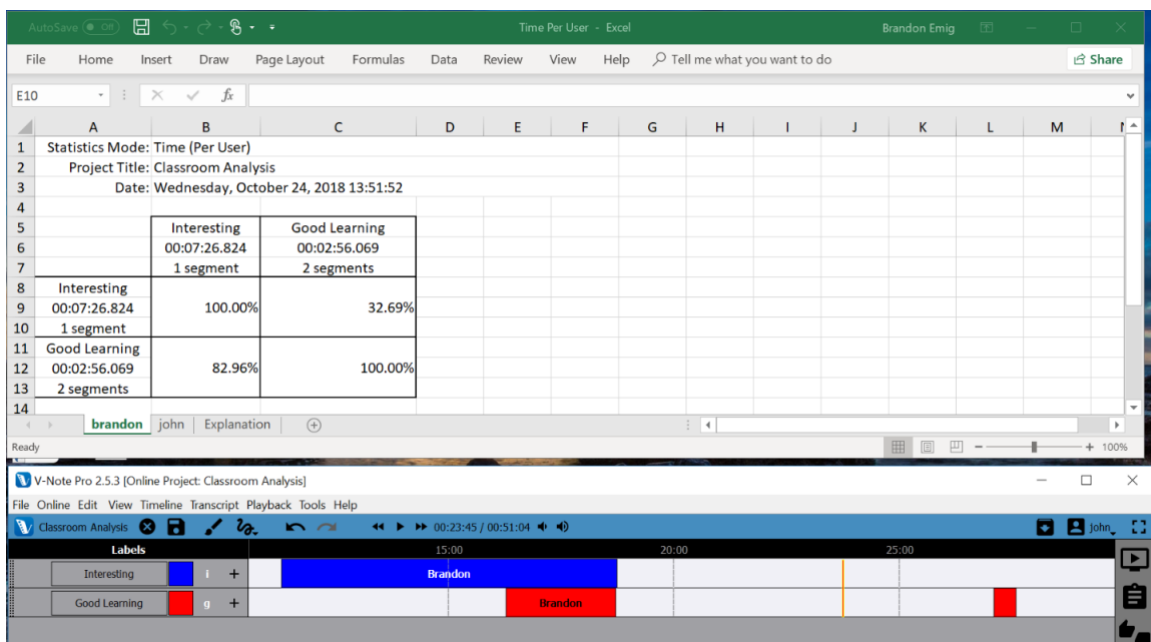 AutoSave Off Time Per User - Excel Brandon Emig
File Home Insert Draw Page Layout Formulas Data Review View Help Tell me what you want to do Share
E10 fx
A B C D E F G H I J K L M
1 Statistics Mode: Time (Per User)
2 Project Title: Classroom Analysis
3 Date: Wednesday, October 24, 2018 13:51:52
4
5 Interesting Good Learning
6 00:07:26.824 00:02:56.069
7 1 segment 2 segments
8 Interesting
9 00:07:26.824 100.00% 32.69%
10 1 segment
11 Good Learning
12 00:02:56.069 82.96% 100.00%
13 2 segments
14
brandon john Explanation
Ready 100%
V-Note Pro 2.5.3 [Online Project: Classroom Analysis]
File Online Edit View Timeline Transcript Playback Tools Help
Classroom Analysis 00:23:45 / 00:51:04 john
Labels 15:00 20:00 25:00
Interesting i + Brandon
Good Learning g + Brandon